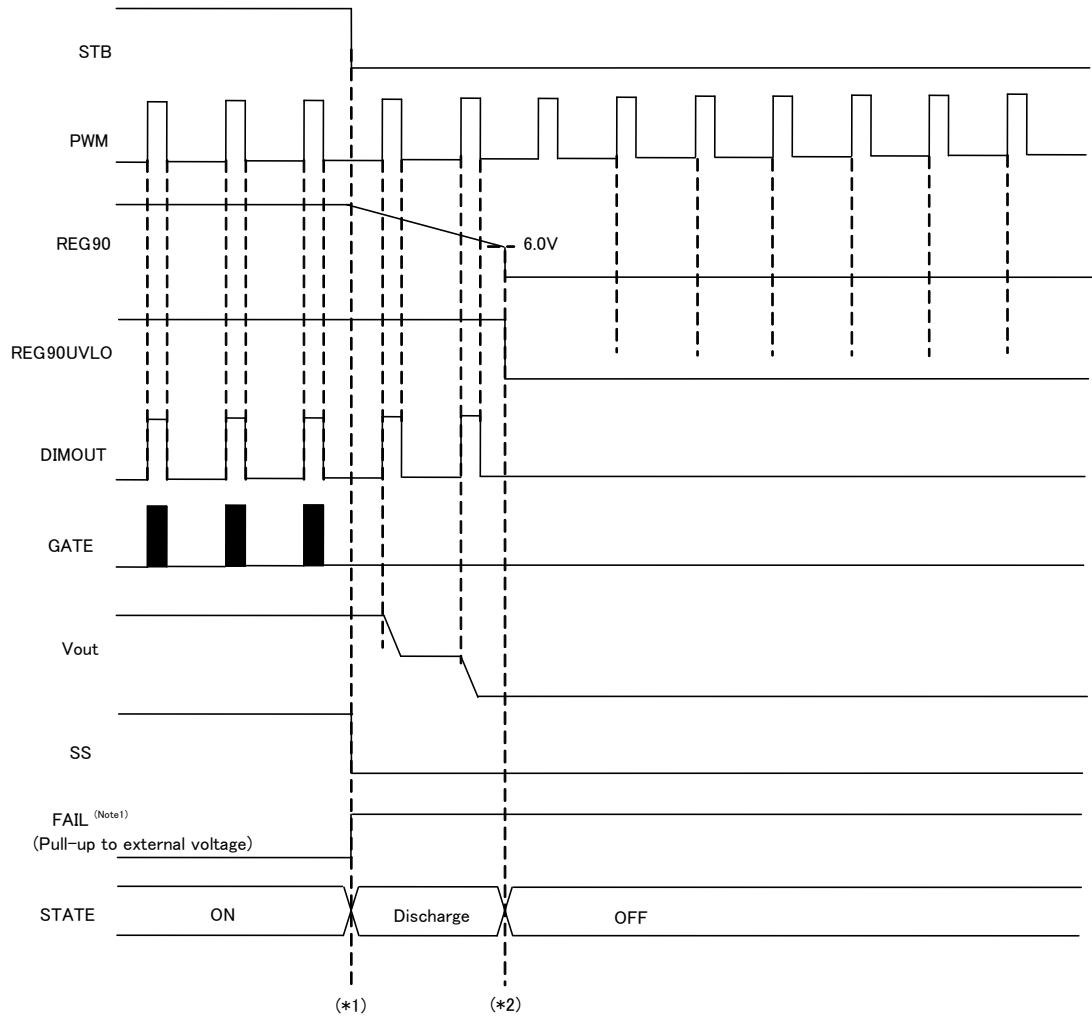 STB
PWM
REG90
6.0V
REG90UVLO
DIMOUT
GATE
Vout
SS
FAIL (Note1)
(Pull-up to external voltage)
STATE ON Discharge OFF
(*1) (*2)